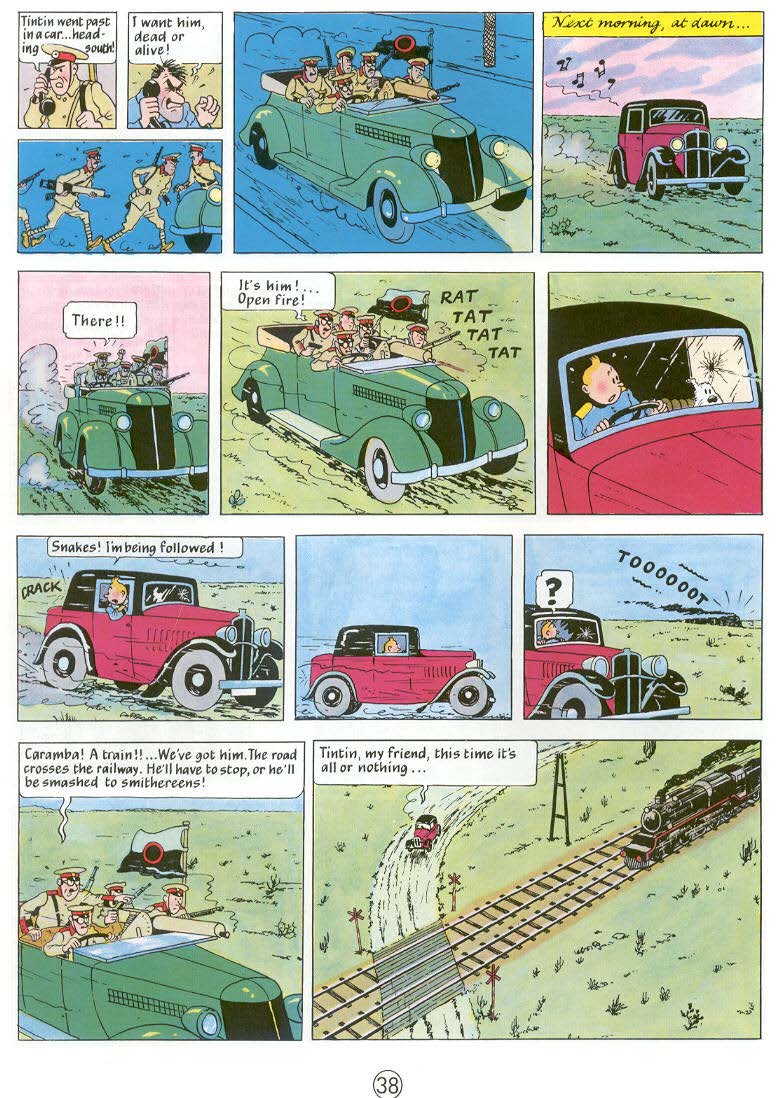 Tintin went past
in a car...head-
ing south!
I want him,
dead or
alive!
Next morning, at dawn...
There!!
It's him!...
Open fire!
RAT
TAT
TAT
TAT
Snakes! I'm being followed!
CRACK
?
TOOOOOOT
Caramba! A train!!...We've got him. The road
crosses the railway. He'll have to stop, or he'll
be smashed to smithereens!
Tintin, my friend, this time it's
all or nothing...
38